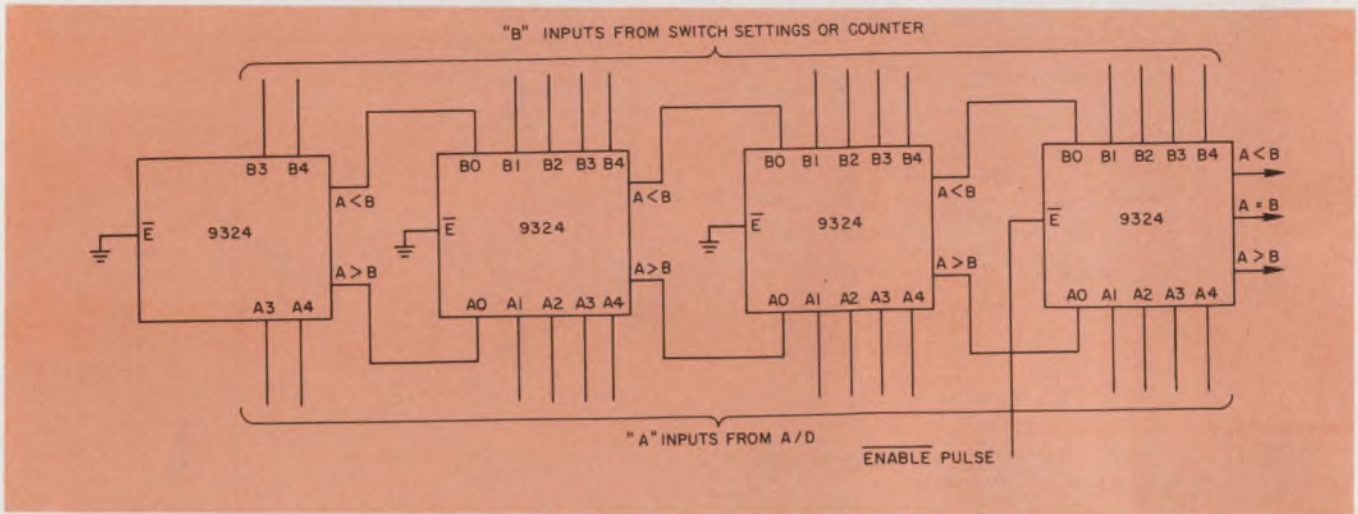 "B" INPUTS FROM SWITCH SETTINGS OR COUNTER
B3 B4
A<B
E̅
9324
A>B
A3 A4
B0 B1 B2 B3 B4
A<B
E̅
9324
A>B
A0 A1 A2 A3 A4
B0 B1 B2 B3 B4
A<B
E̅
9324
A>B
A0 A1 A2 A3 A4
B0 B1 B2 B3 B4
A<B
E̅
9324
A=B
A>B
A0 A1 A2 A3 A4
"A" INPUTS FROM A/D
E̅N̅A̅B̅L̅E̅ PULSE